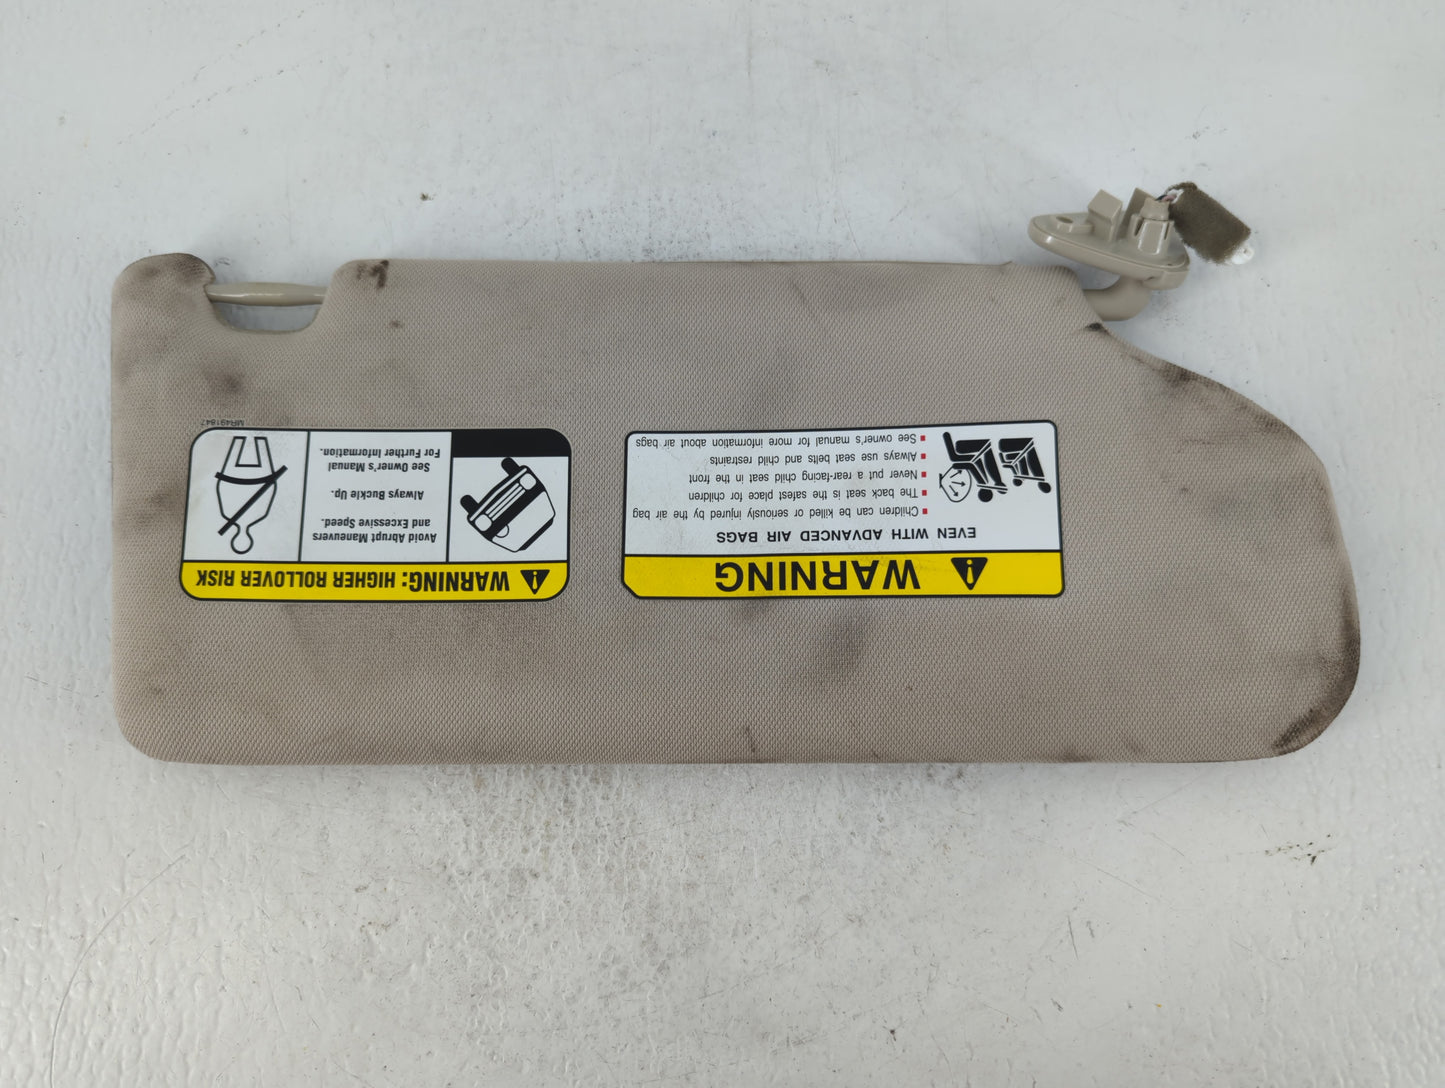 WARNING
EVEN WITH ADVANCED AIR BAGS
Children can be killed or seriously injured by the air bag
The back seat is the safest place for children
Never put a rear-facing child seat in the front
Always use seat belts and child restraints
See owner's manual for more information about air bags
WARNING: HIGHER ROLLOVER RISK
Avoid Abrupt Maneuvers
and Excessive Speed.
Always Buckle Up.
See Owner's Manual
For Further Information.
MR491847